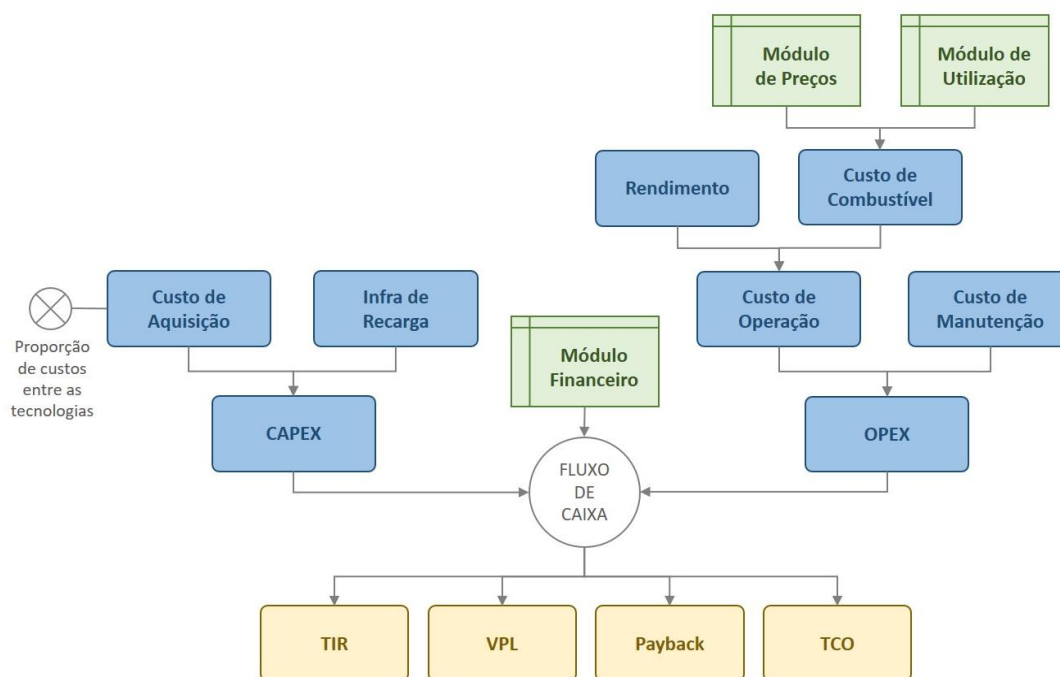 Módulo
de Preços
Módulo de
Utilização
Rendimento
Custo de
Combustível
Custo de
Aquisição
Infra de
Recarga
Custo de
Operação
Custo de
Manutenção
Proporção
de custos
entre as
tecnologias
Módulo
Financeiro
CAPEX
OPEX
FLUXO
DE
CAIXA
TIR
VPL
Payback
TCO